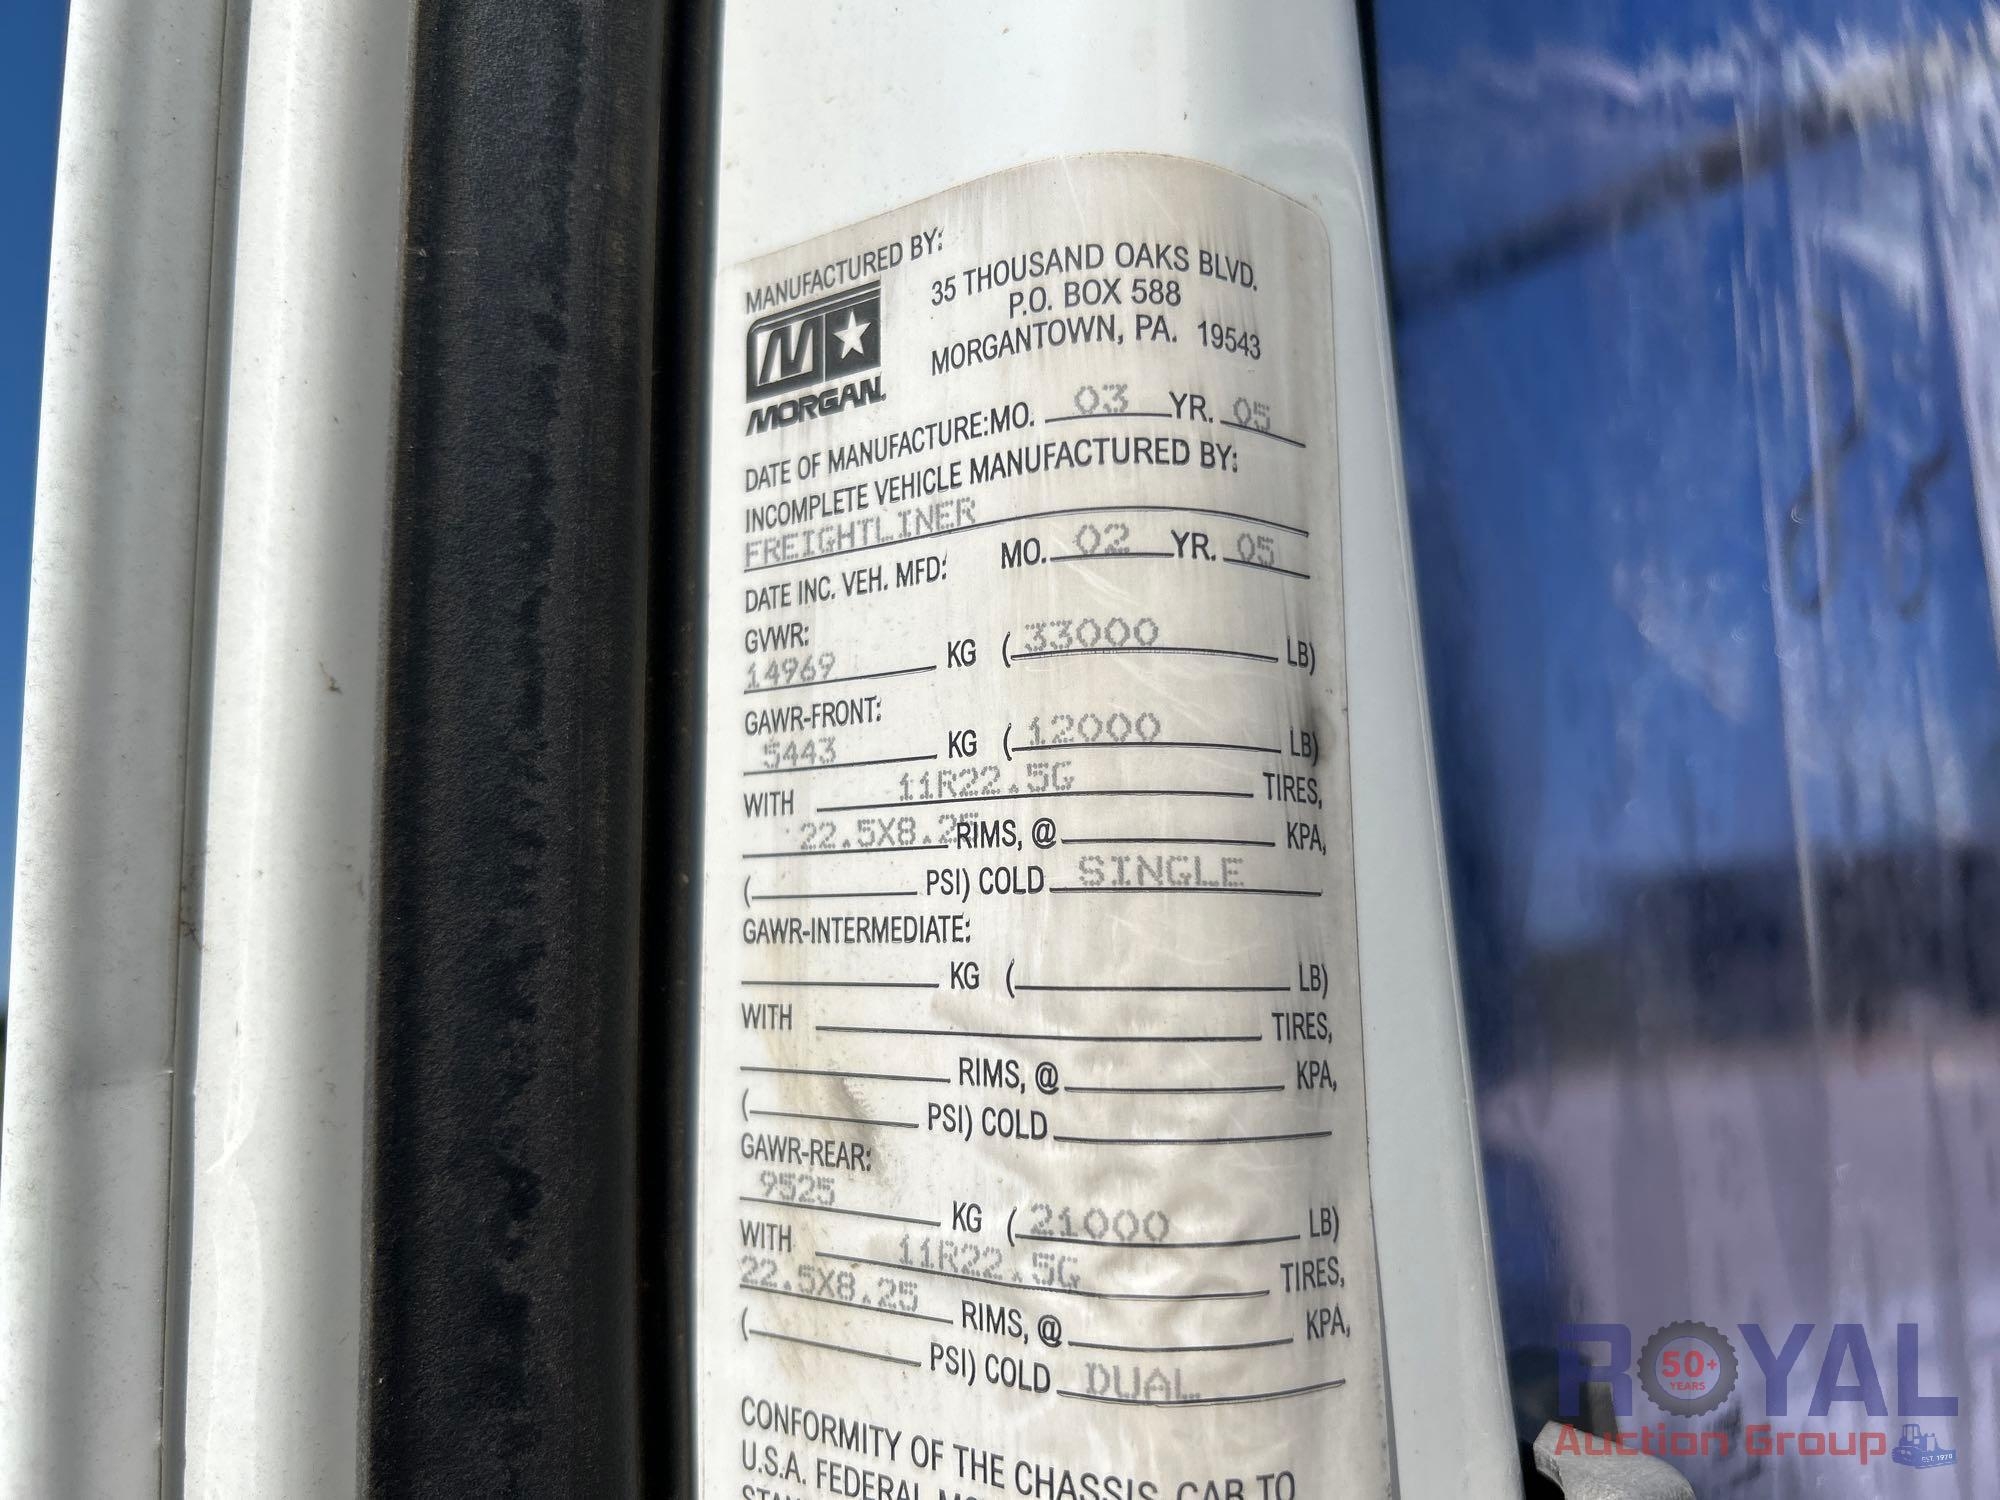 MANUFACTURED BY:
MORGAN
35 THOUSAND OAKS BLVD.
P.O. BOX 588
MORGANTOWN, PA. 19543
DATE OF MANUFACTURE:MO. 03 YR. 05
INCOMPLETE VEHICLE MANUFACTURED BY:
FREIGHTLINER
DATE INC. VEH. MFD: MO. 02 YR. 05
GVWR:
14969 KG (33000 LB)
GAWR-FRONT:
5443 KG (12000 LB)
WITH 11R22.5G TIRES,
22.5X8.25 RIMS, @ KPA,
( PSI) COLD SINGLE
GAWR-INTERMEDIATE:
KG ( LB)
WITH TIRES,
RIMS, @ KPA,
( PSI) COLD
GAWR-REAR:
9525 KG (21000 LB)
WITH 11R22.5G TIRES,
22.5X8.25 RIMS, @ KPA,
( PSI) COLD DUAL
CONFORMITY OF THE CHASSIS-CAB TO
U.S.A. FEDERAL
ROYAL
50+
YEARS
Auction Group
EST. 1970